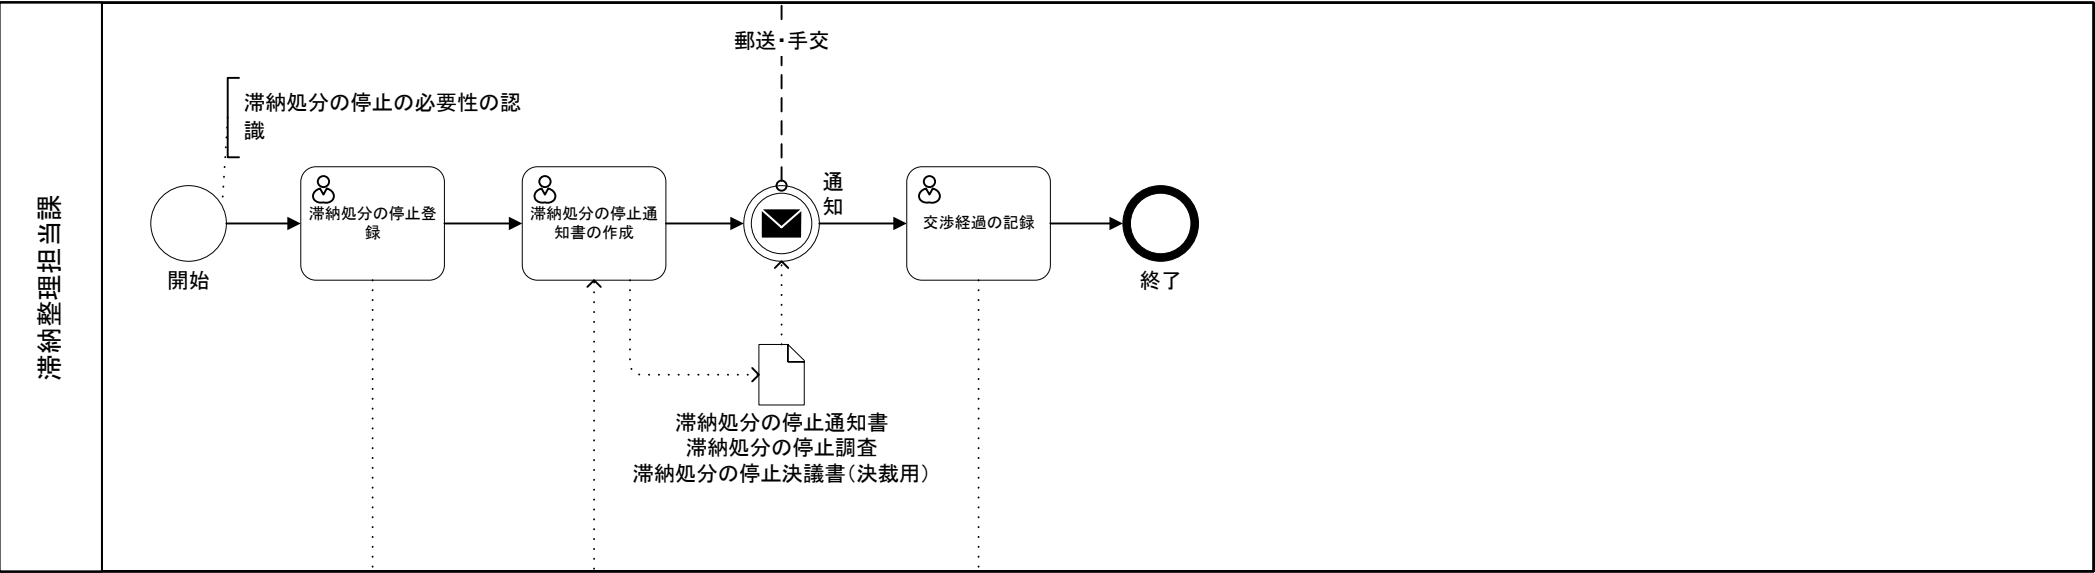 滞納整理担当課
郵送・手交
滞納処分の停止の必要性の認
識
開始
滞納処分の停止登
録
滞納処分の停止通
知書の作成
通
知
交渉経過の記録
終了
滞納処分の停止通知書
滞納処分の停止調査
滞納処分の停止決議書（決裁用）